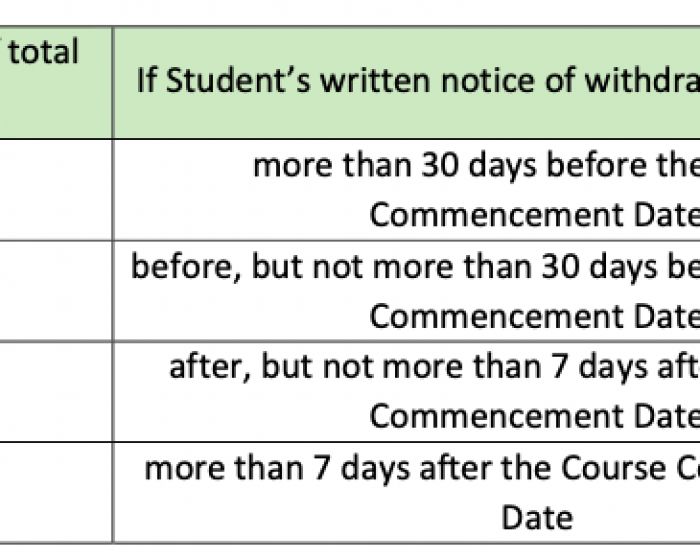 total
If Student's written notice of withdra
more than 30 days before the
Commencement Date
before, but not more than 30 days be
Commencement Date
after, but not more than 7 days aft
Commencement Date
more than 7 days after the Course C
Date